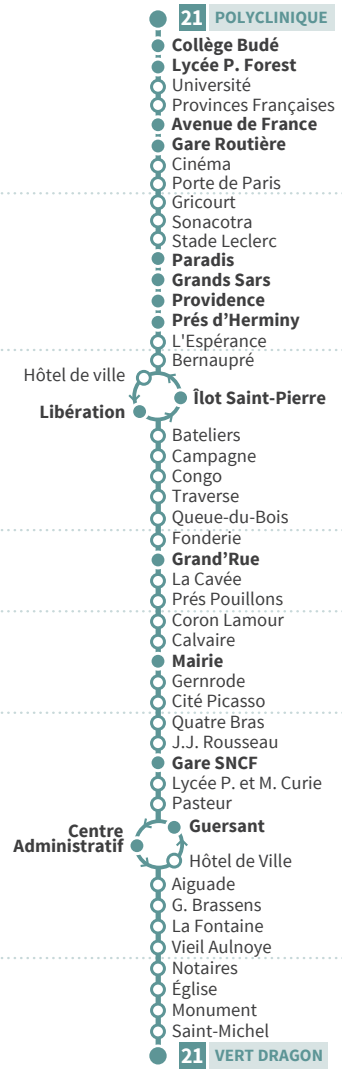 21 POLYCLINIQUE
Collège Budé
Lycée P. Forest
Université
Provinces Françaises
Avenue de France
Gare Routière
Cinéma
Porte de Paris
Gricourt
Sonacotra
Stade Leclerc
Paradis
Grands Sars
Providence
Prés d’Herminy
L'Espérance
Bernaupré
Hôtel de ville
Îlot Saint-Pierre
Libération
Bateliers
Campagne
Congo
Traverse
Queue-du-Bois
Fonderie
Grand’Rue
La Cavée
Prés Pouillons
Coron Lamour
Calvaire
Mairie
Gernrode
Cité Picasso
Quatre Bras
J.J. Rousseau
Gare SNCF
Lycée P. et M. Curie
Pasteur
Guersant
Centre
Administratif
Hôtel de Ville
Aiguade
G. Brassens
La Fontaine
Vieil Aulnoye
Notaires
Église
Monument
Saint-Michel
21 VERT DRAGON